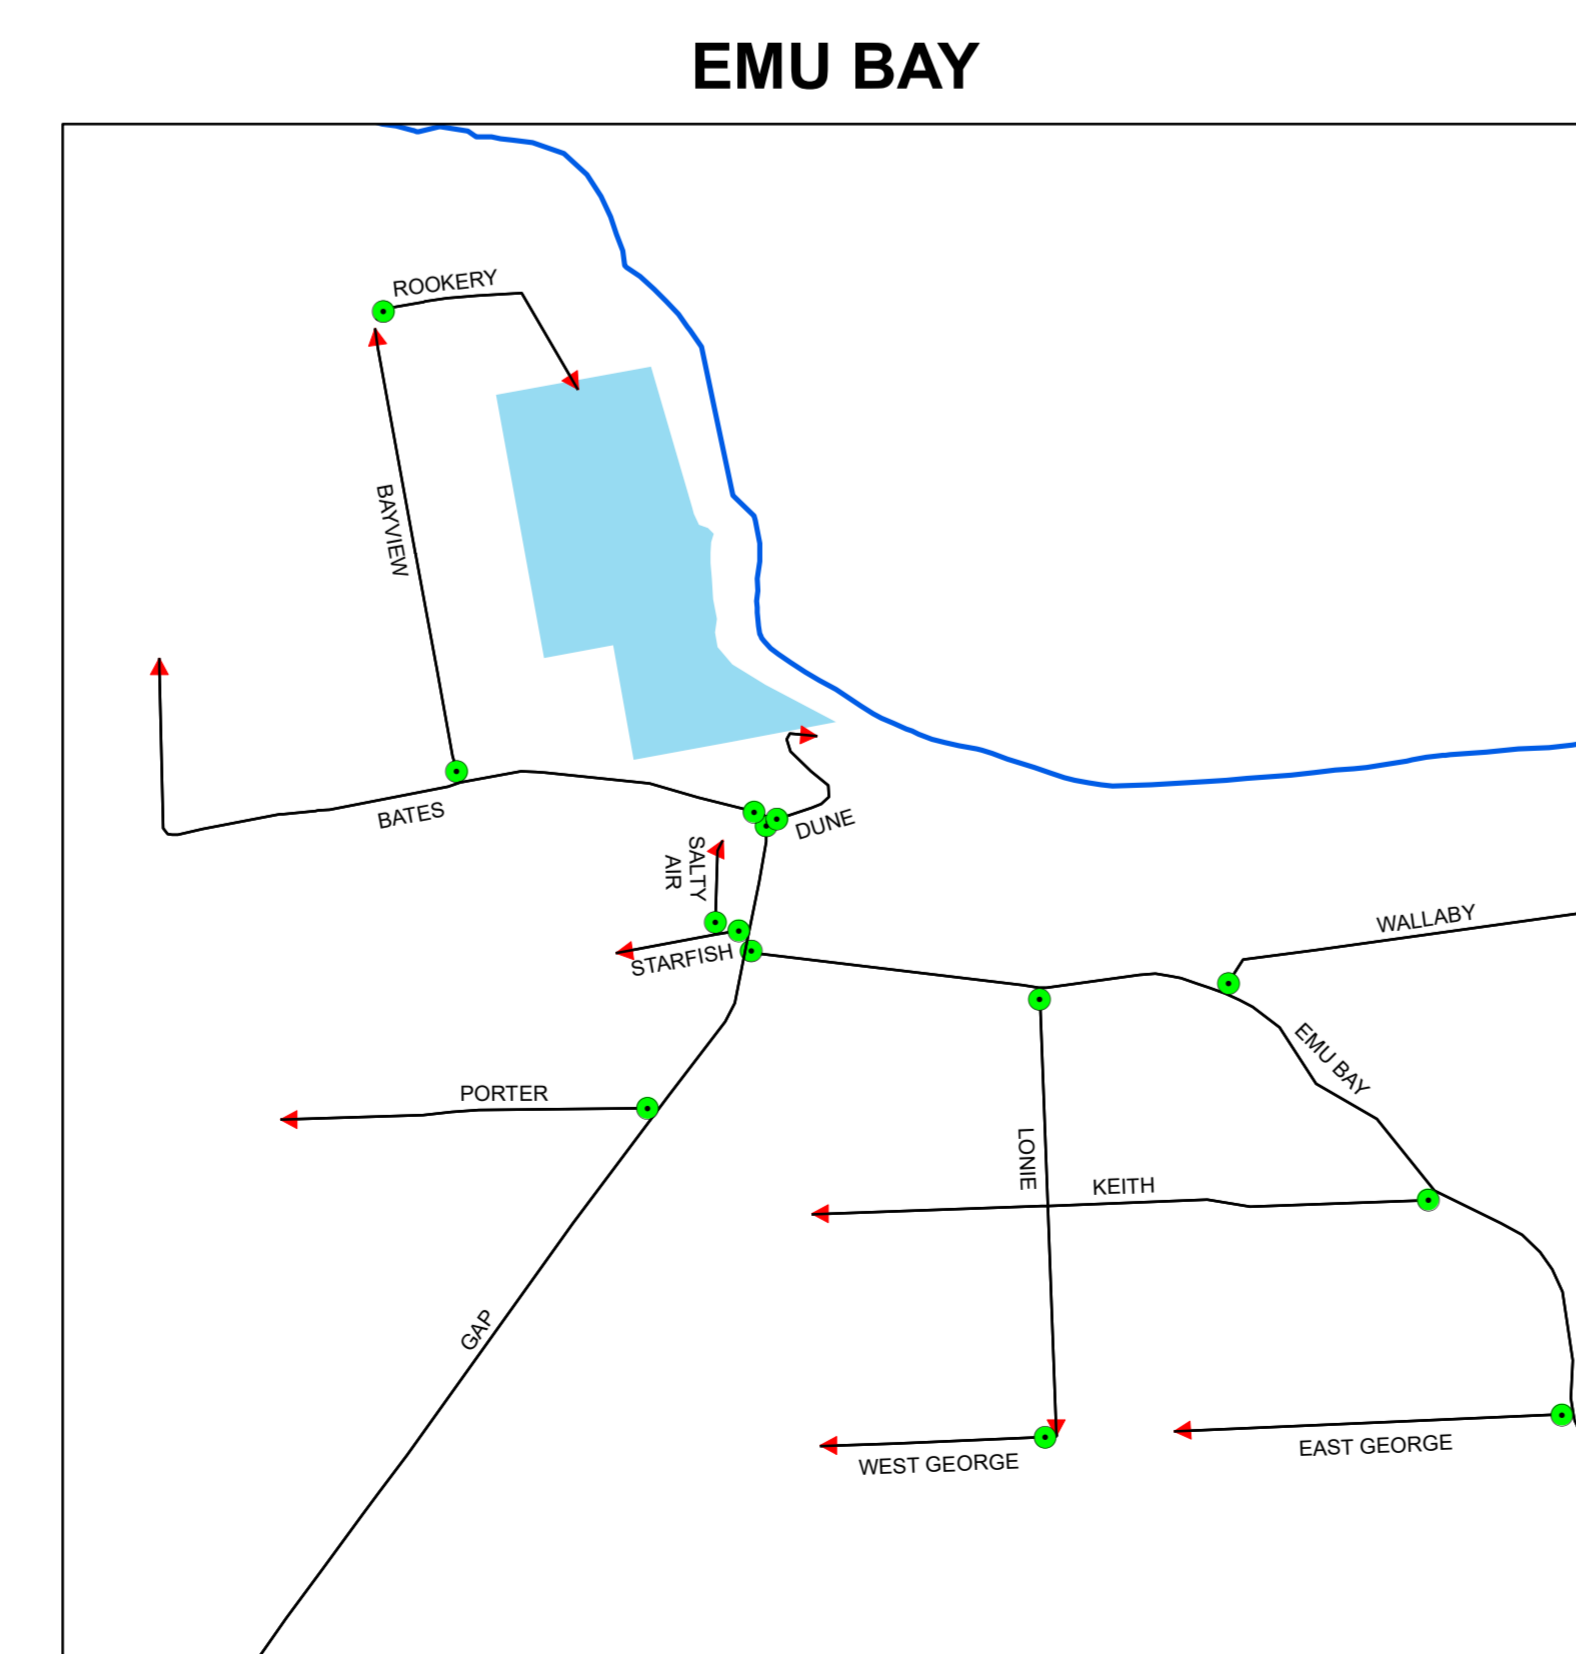 EMU BAY
ROOKERY
BAYVIEW
BATES
DUNE
SALTY
AIR
STARFISH
WALLABY
EMU BAY
PORTER
LONIE
KEITH
GAP
WEST GEORGE
EAST GEORGE